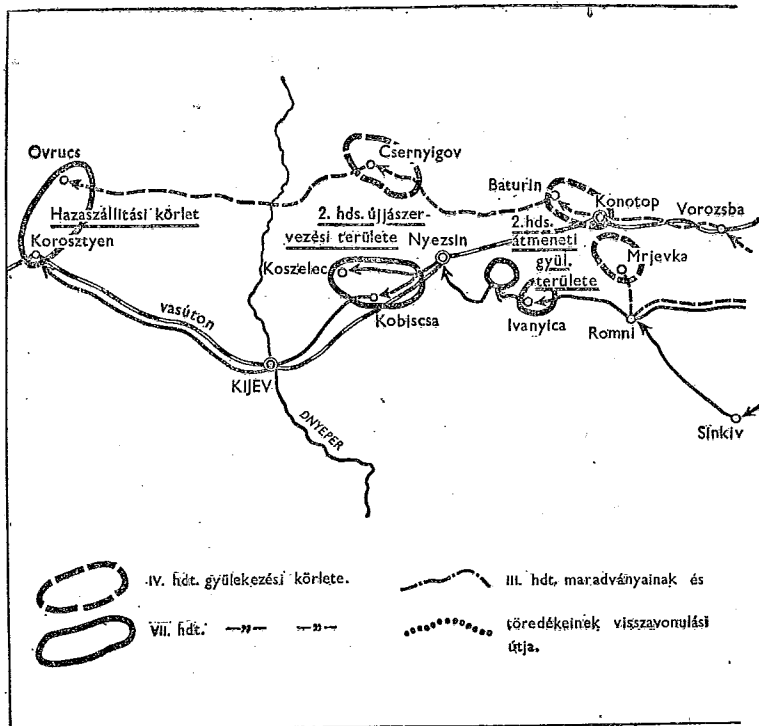 Ovrucs
Csernyigov
Baturin
Konotop
Vorozsba
Hazaszállítási körlet
2. hds. újjászer-
vezési területe
Nyezsin
2. hds.
átmeneti
gyül.
területe
Mrjevka
Korosztyen
Koszelec
Kobiscsa
Ivanyica
Romni
vasúton
KIJEV
DNYEPER
Sinkiv
IV. hdt. gyülekezési körlete.
VII. hdt. —»— —»—
III. hdt. maradványainak és
töredékeinek visszavonulási
útja.